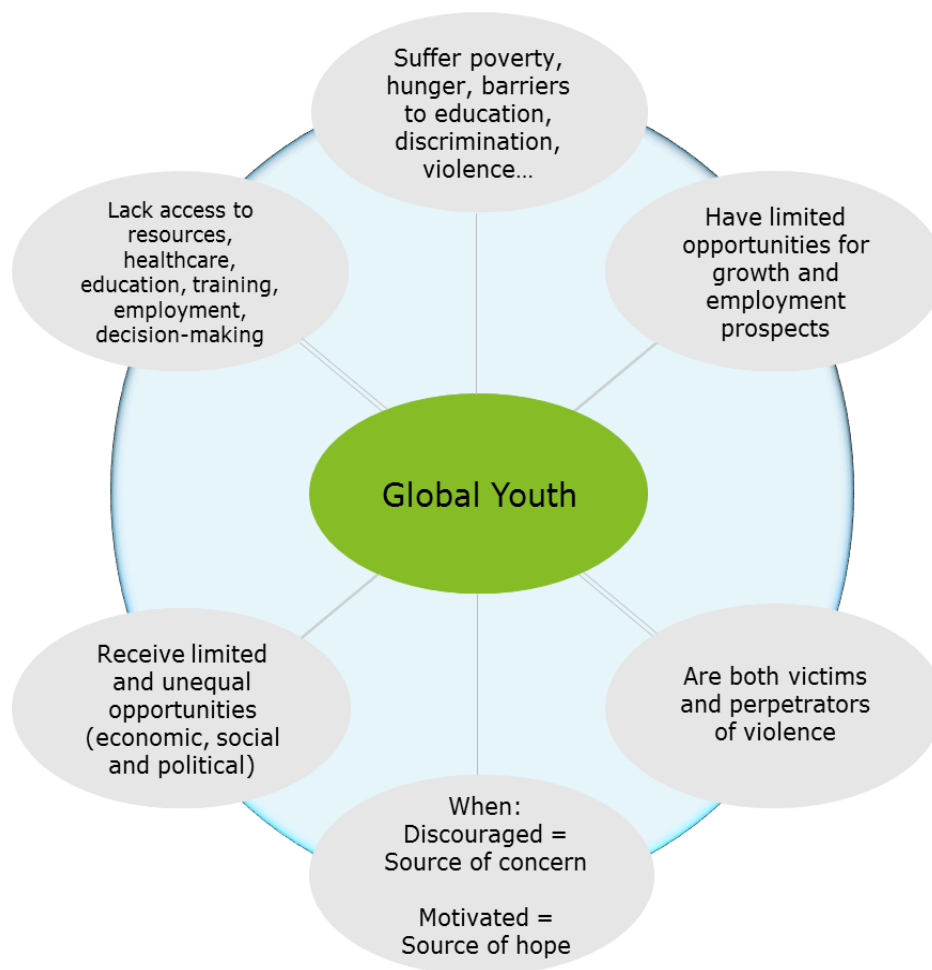 Suffer poverty,
hunger, barriers
to education,
discrimination,
violence…
Lack access to
resources,
healthcare,
education, training,
employment,
decision-making
Have limited
opportunities for
growth and
employment
prospects
Global Youth
Receive limited
and unequal
opportunities
(economic, social
and political)
Are both victims
and perpetrators
of violence
When:
Discouraged =
Source of concern
Motivated =
Source of hope